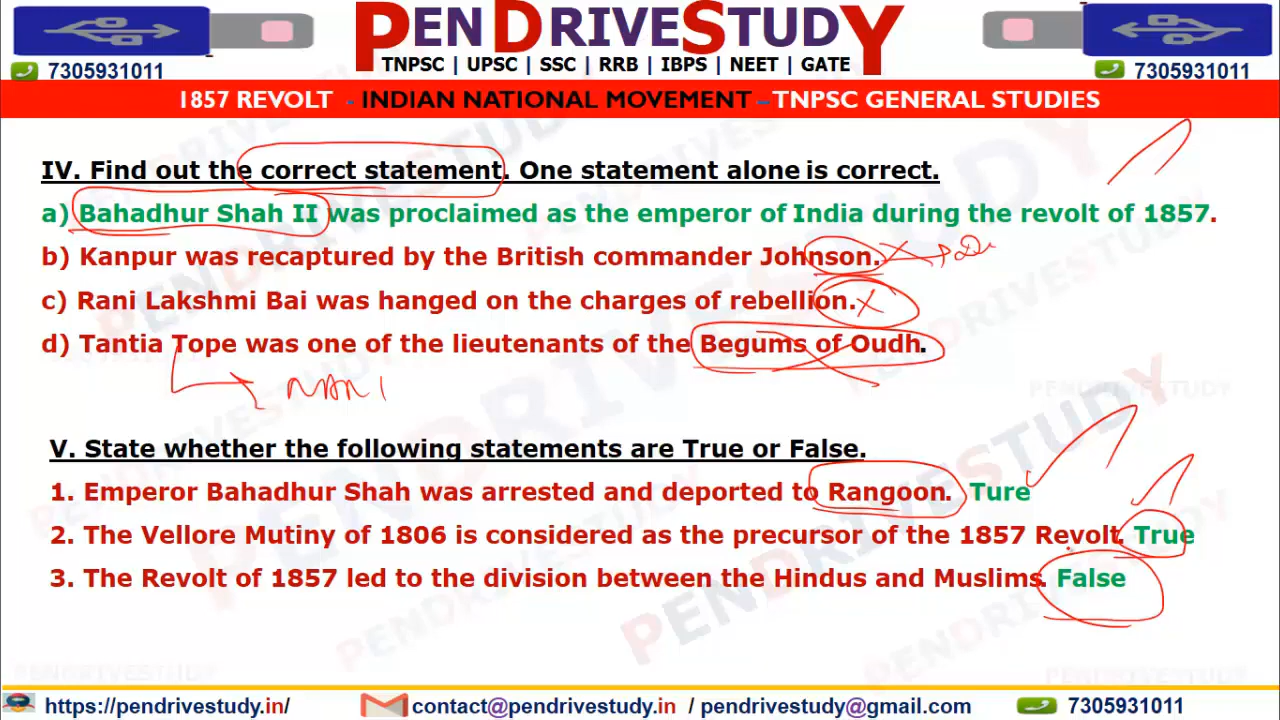 PENDRIVESTUDY
TNPSC | UPSC | SSC | RRB | IBPS | NEET | GATE
7305931011
7305931011
1857 REVOLT - INDIAN NATIONAL MOVEMENT – TNPSC GENERAL STUDIES
IV. Find out the correct statement. One statement alone is correct.
a) Bahadhur Shah II was proclaimed as the emperor of India during the revolt of 1857.
b) Kanpur was recaptured by the British commander Johnson.
c) Rani Lakshmi Bai was hanged on the charges of rebellion.
d) Tantia Tope was one of the lieutenants of the Begums of Oudh.
V. State whether the following statements are True or False.
1. Emperor Bahadhur Shah was arrested and deported to Rangoon. Ture
2. The Vellore Mutiny of 1806 is considered as the precursor of the 1857 Revolt. True
3. The Revolt of 1857 led to the division between the Hindus and Muslims. False
https://pendrivestudy.in/ contact@pendrivestudy.in / pendrivestudy@gmail.com 7305931011